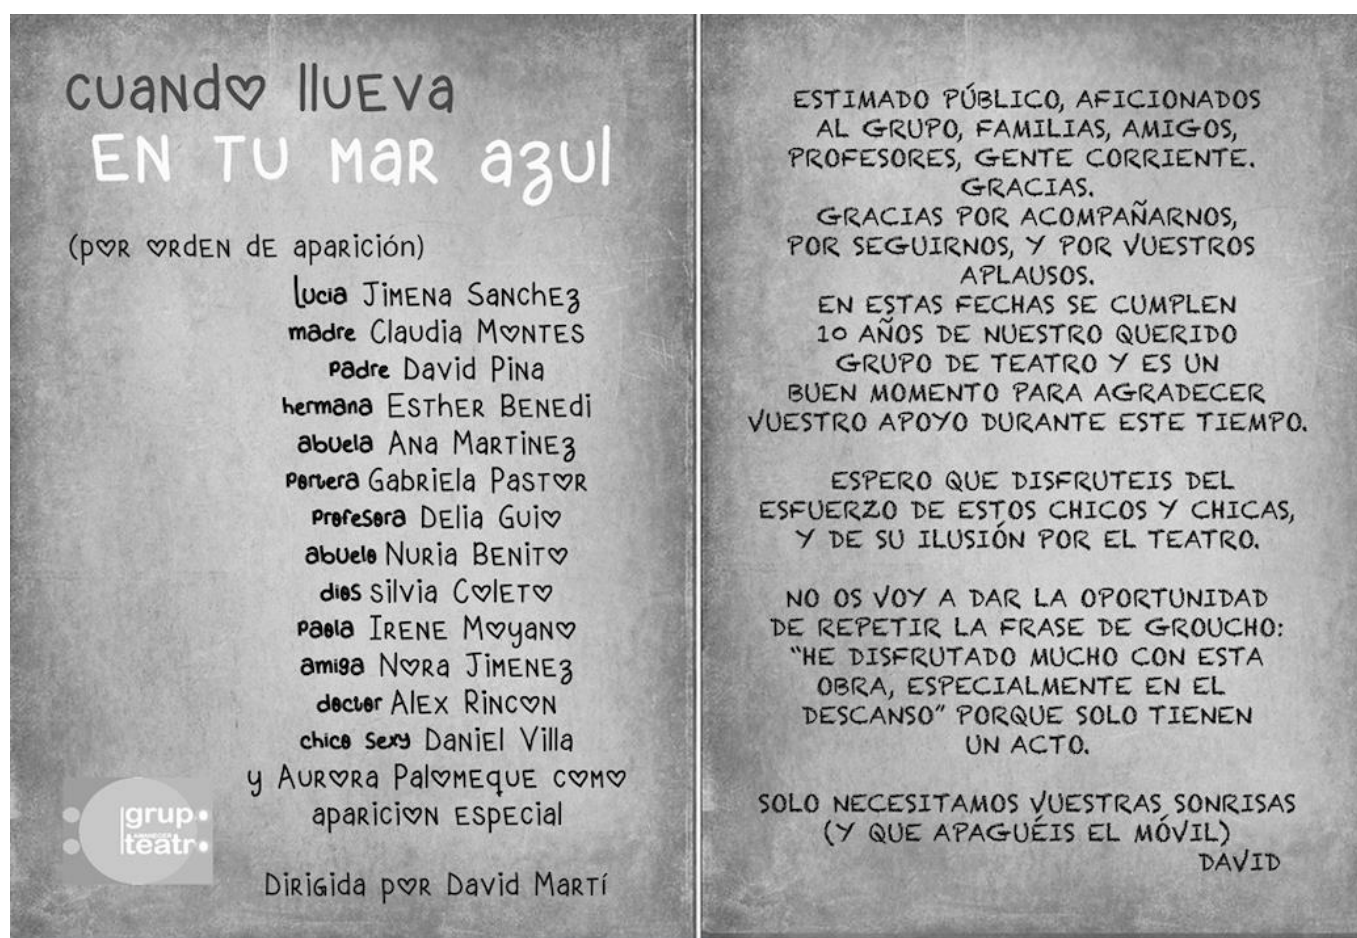 cuando llueva
en tu mar azul
(por orden de aparición)
Lucia Jimena Sanchez
madre Claudia Montes
padre David Pina
hermana Esther Benedi
abuela Ana Martinez
portera Gabriela Pastor
profesora Delia Guio
abuelo Nuria Benito
dios silvia Coleto
paola Irene Moyano
amiga Nora Jimenez
doctor Alex Rincon
chico sexy Daniel Villa
y Aurora Palomeque como
aparicion especial
grup
teatr
Dirigida por David Martí
ESTIMADO PÚBLICO, AFICIONADOS
AL GRUPO, FAMILIAS, AMIGOS,
PROFESORES, GENTE CORRIENTE.
GRACIAS.
GRACIAS POR ACOMPAÑARNOS,
POR SEGUIRNOS, Y POR VUESTROS
APLAUSOS.
EN ESTAS FECHAS SE CUMPLEN
10 AÑOS DE NUESTRO QUERIDO
GRUPO DE TEATRO Y ES UN
BUEN MOMENTO PARA AGRADECER
VUESTRO APOYO DURANTE ESTE TIEMPO.
ESPERO QUE DISFRUTEIS DEL
ESFUERZO DE ESTOS CHICOS Y CHICAS,
Y DE SU ILUSIÓN POR EL TEATRO.
NO OS VOY A DAR LA OPORTUNIDAD
DE REPETIR LA FRASE DE GROUCHO:
"HE DISFRUTADO MUCHO CON ESTA
OBRA, ESPECIALMENTE EN EL
DESCANSO" PORQUE SOLO TIENEN
UN ACTO.
SOLO NECESITAMOS VUESTRAS SONRISAS
(Y QUE APAGUÉIS EL MÓVIL)
DAVID